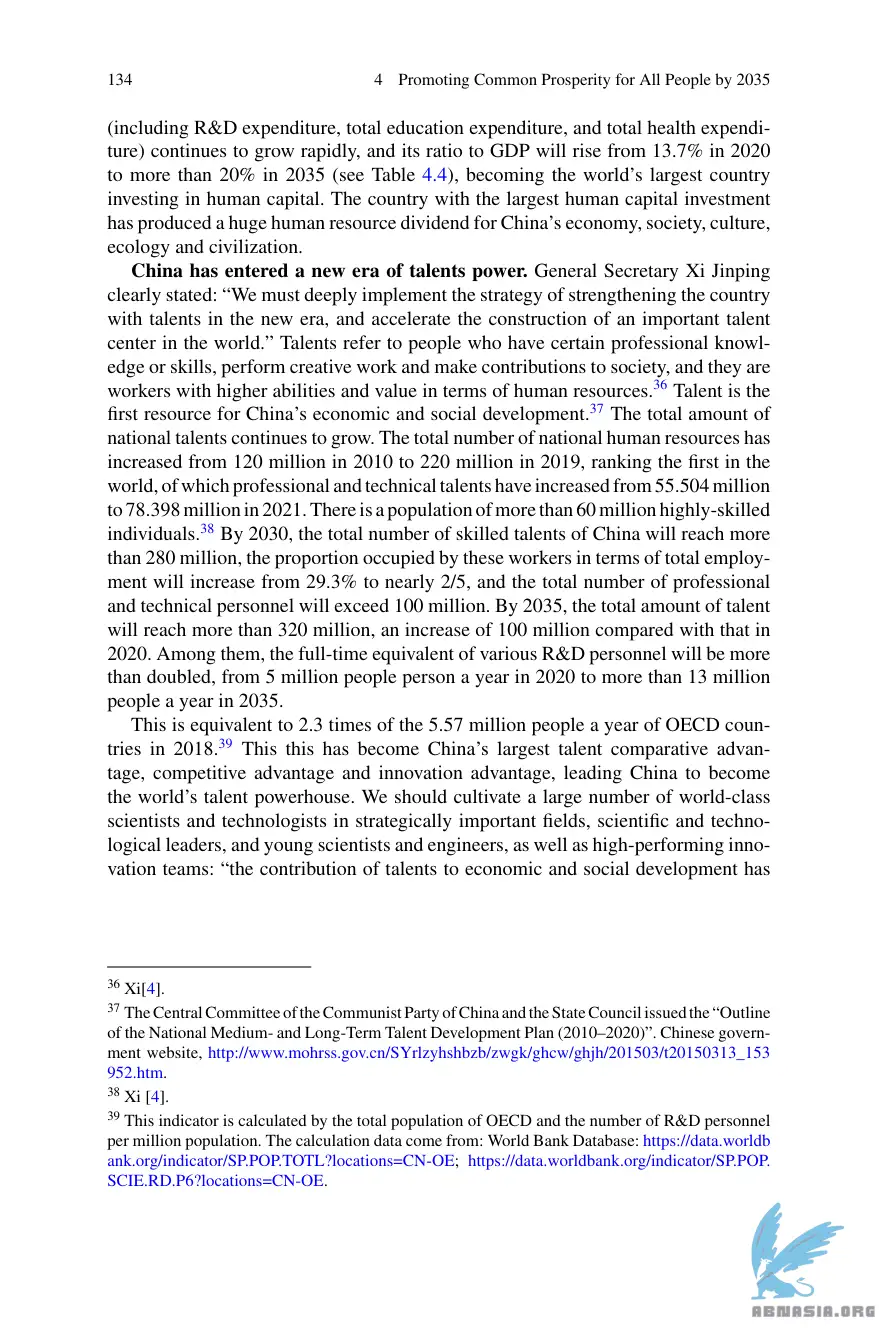 134 4 Promoting Common Prosperity for All People by 2035
(including R&D expenditure, total education expenditure, and total health expendi-
ture) continues to grow rapidly, and its ratio to GDP will rise from 13.7% in 2020
to more than 20% in 2035 (see Table 4.4), becoming the world’s largest country
investing in human capital. The country with the largest human capital investment
has produced a huge human resource dividend for China’s economy, society, culture,
ecology and civilization.
China has entered a new era of talents power. General Secretary Xi Jinping
clearly stated: “We must deeply implement the strategy of strengthening the country
with talents in the new era, and accelerate the construction of an important talent
center in the world.” Talents refer to people who have certain professional knowl-
edge or skills, perform creative work and make contributions to society, and they are
workers with higher abilities and value in terms of human resources.36 Talent is the
first resource for China’s economic and social development.37 The total amount of
national talents continues to grow. The total number of national human resources has
increased from 120 million in 2010 to 220 million in 2019, ranking the first in the
world, of which professional and technical talents have increased from 55.504 million
to 78.398 million in 2021. There is a population of more than 60 million highly-skilled
individuals.38 By 2030, the total number of skilled talents of China will reach more
than 280 million, the proportion occupied by these workers in terms of total employ-
ment will increase from 29.3% to nearly 2/5, and the total number of professional
and technical personnel will exceed 100 million. By 2035, the total amount of talent
will reach more than 320 million, an increase of 100 million compared with that in
2020. Among them, the full-time equivalent of various R&D personnel will be more
than doubled, from 5 million people person a year in 2020 to more than 13 million
people a year in 2035.
This is equivalent to 2.3 times of the 5.57 million people a year of OECD coun-
tries in 2018.39 This this has become China’s largest talent comparative advan-
tage, competitive advantage and innovation advantage, leading China to become
the world’s talent powerhouse. We should cultivate a large number of world-class
scientists and technologists in strategically important fields, scientific and techno-
logical leaders, and young scientists and engineers, as well as high-performing inno-
vation teams: “the contribution of talents to economic and social development has
36 Xi[4].
37 The Central Committee of the Communist Party of China and the State Council issued the “Outline
of the National Medium- and Long-Term Talent Development Plan (2010–2020)”. Chinese govern-
ment website, http://www.mohrss.gov.cn/SYrlzyhshbzb/zwgk/ghcw/ghjh/201503/t20150313_153
952.htm.
38 Xi [4].
39 This indicator is calculated by the total population of OECD and the number of R&D personnel
per million population. The calculation data come from: World Bank Database: https://data.worldb
ank.org/indicator/SP.POP.TOTL?locations=CN-OE; https://data.worldbank.org/indicator/SP.POP.
SCIE.RD.P6?locations=CN-OE.
ABNASIA.ORG